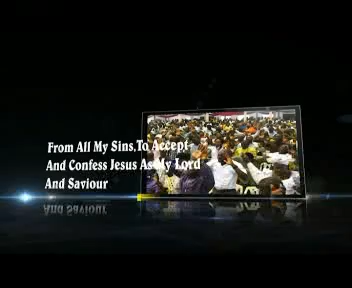 From All My Sins,To Accept
And Confess Jesus As My Lord
And Saviour